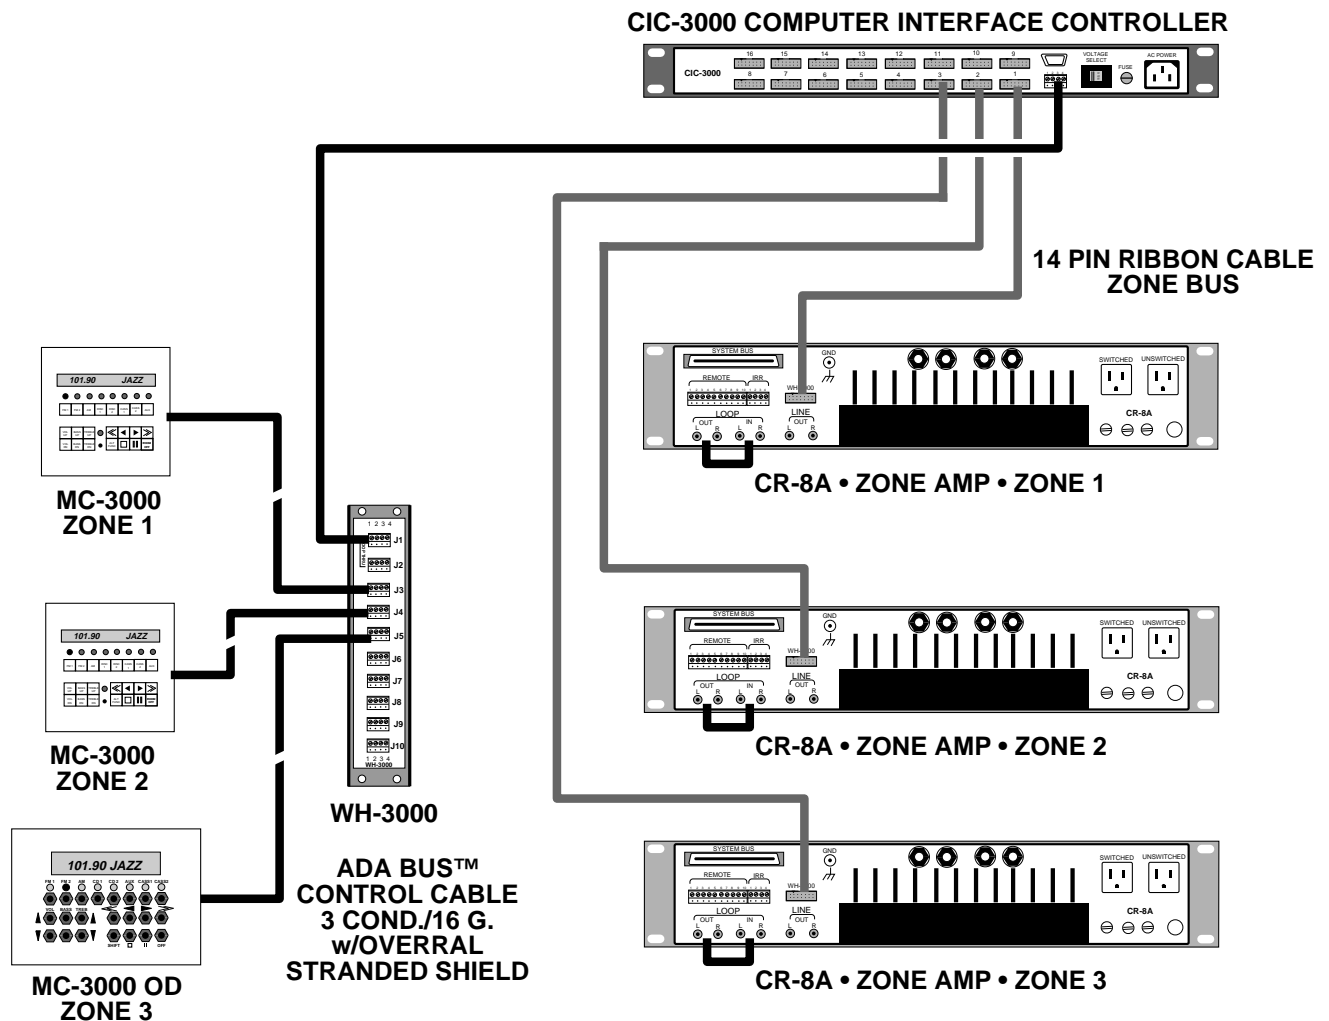 CIC-3000 COMPUTER INTERFACE CONTROLLER
16 15 14 13 12 11 10 9
8 7 6 5 4 3 2 1
CIC-3000
VOLTAGE
SELECT
FUSE
AC POWER
14 PIN RIBBON CABLE
ZONE BUS
SYSTEM BUS
GND
SWITCHED
UNSWITCHED
REMOTE
IRR
WH-3000
LOOP
OUT
IN
L R L R
LINE
OUT
L R
CR-8A
CR-8A • ZONE AMP • ZONE 1
101.90 JAZZ
MC-3000
ZONE 1
1 2 3 4
J1
J2
J3
J4
J5
J6
J7
J8
J9
J10
1 2 3 4
WH-3000
WH-3000
101.90 JAZZ
MC-3000
ZONE 2
SYSTEM BUS
GND
SWITCHED
UNSWITCHED
REMOTE
IRR
LOOP
OUT
IN
L R L R
LINE
OUT
L R
CR-8A
CR-8A • ZONE AMP • ZONE 2
ADA BUS™
CONTROL CABLE
3 COND./16 G.
w/OVERRAL
STRANDED SHIELD
101.90 JAZZ
FM 1 FM 2 AM CD 1 CD 2 AUX CASS1 CASS2
VOL BASS TREB
SHIFT OFF
MC-3000 OD
ZONE 3
SYSTEM BUS
GND
SWITCHED
UNSWITCHED
REMOTE
IRR
LOOP
OUT
IN
L R L R
LINE
OUT
L R
CR-8A
CR-8A • ZONE AMP • ZONE 3